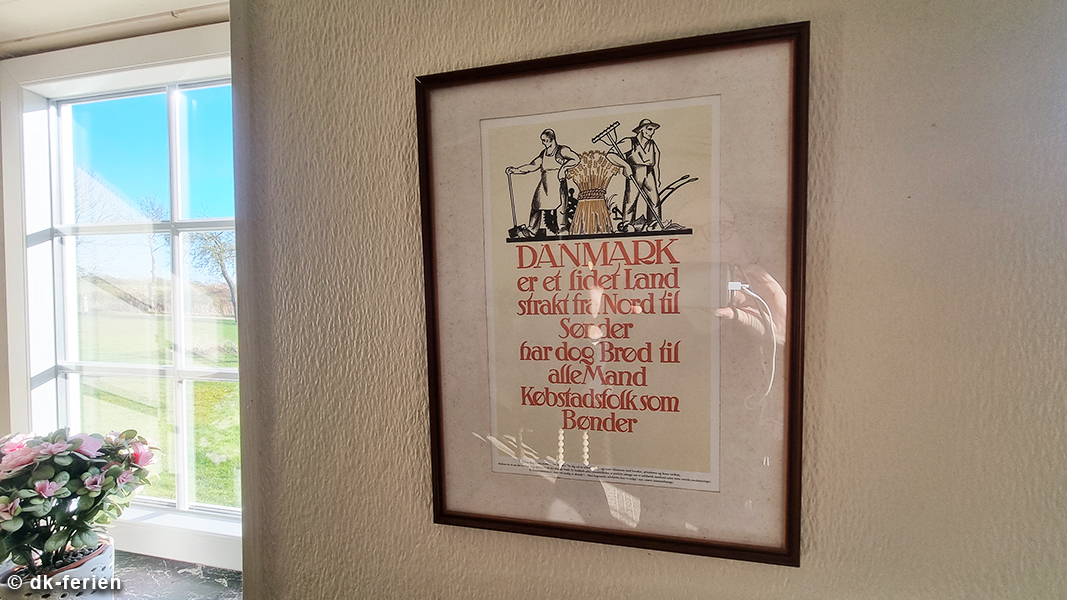 DANMARK
er et lidet Land
strakt fra Nord til
Sønder
har dog Brød til
alle Mand
Købstadsfolk som
Bønder
© dk-ferien